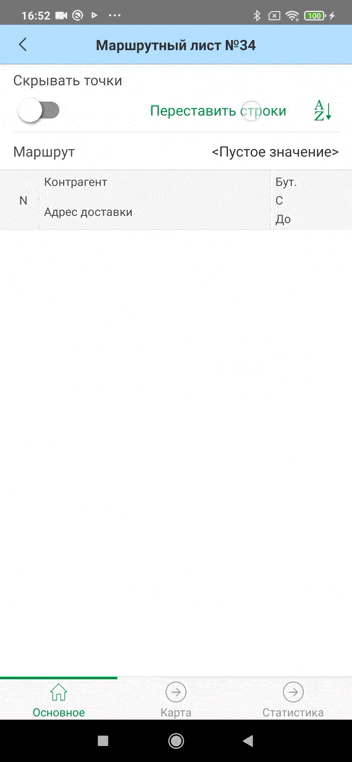 16:52 100
Маршрутный лист №34
Скрывать точки
Переставить строки
Маршрут <Пустое значение>
Контрагент Бут.
N С
Адрес доставки До
Основное Карта Статистика